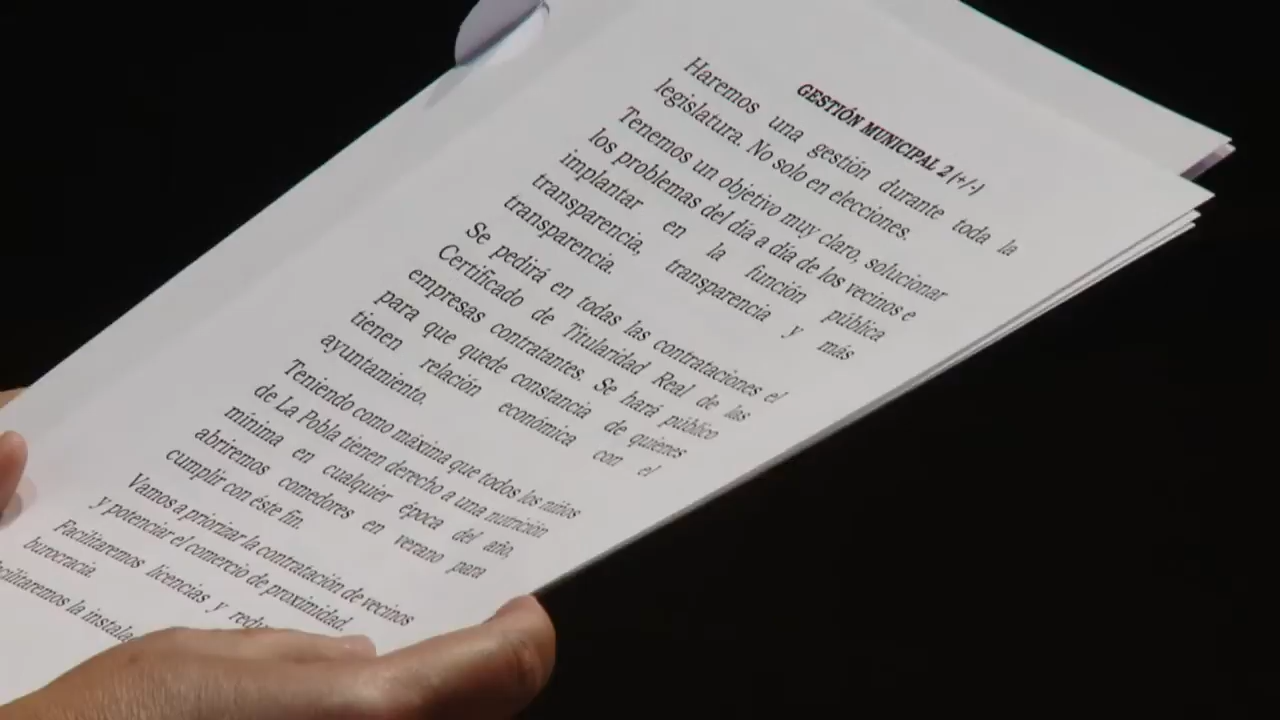 GESTIÓN MUNICIPAL 2 (+/-)
Haremos una gestión durante toda la
legislatura. No solo en elecciones.
Tenemos un objetivo muy claro, solucionar
los problemas del día a día de los vecinos e
implantar en la función pública
transparencia, transparencia y más
transparencia.
Se pedirá en todas las contrataciones el
Certificado de Titularidad Real de las
empresas contratantes. Se hará público
para que quede constancia de quienes
tienen relación económica con el
ayuntamiento.
Teniendo como máxima que todos los niños
de La Pobla tienen derecho a una nutrición
mínima en cualquier época del año,
abriremos comedores en verano para
cumplir con éste fin.
Vamos a priorizar la contratación de vecinos
y potenciar el comercio de proximidad.
Facilitaremos licencias y
burocracia.
la